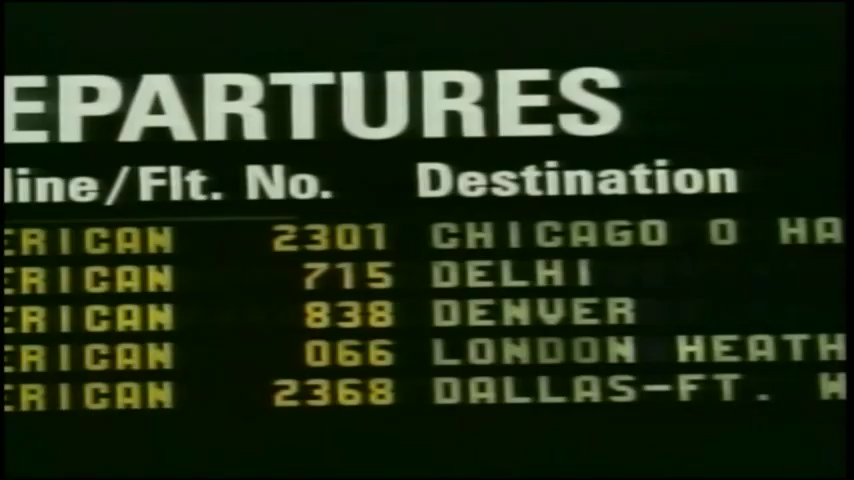 EPARTURES
line/Flt. No. Destination
ERICAN 2301 CHICAGO O HA
ERICAN 715 DELHI
ERICAN 838 DENVER
ERICAN 066 LONDON HEATH
ERICAN 2368 DALLAS-FT. W